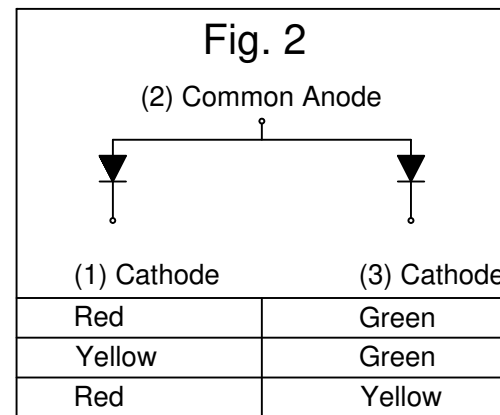 Fig. 2
(2) Common Anode
(1) Cathode (3) Cathode
Red Green
Yellow Green
Red Yellow